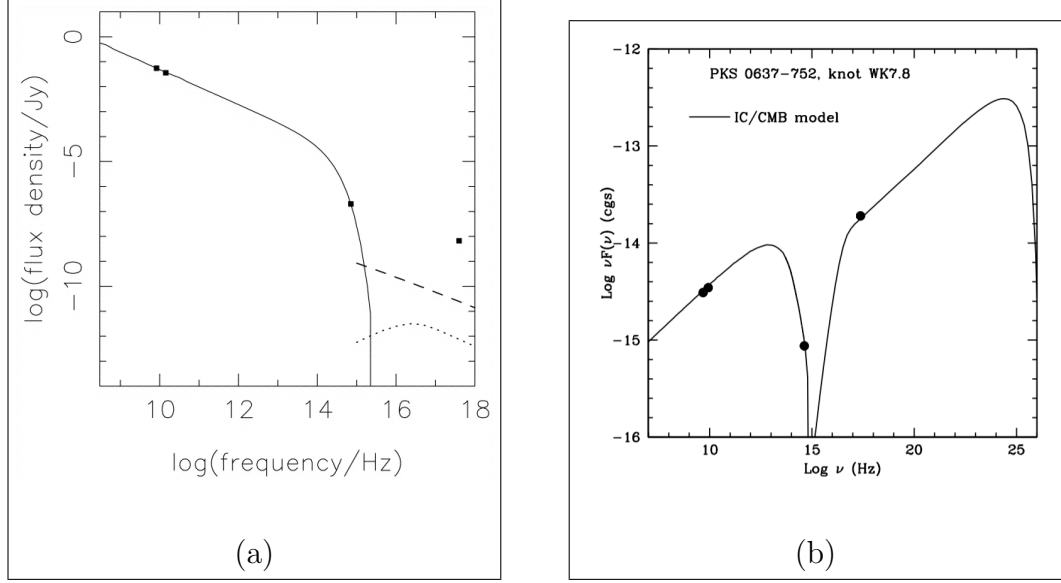 0
−5
−10
log(flux density/Jy)
10 12 14 16 18
log(frequency/Hz)
(a)
−12
−13
−14
−15
−16
Log νF(ν) (cgs)
PKS 0637−752, knot WK7.8
IC/CMB model
10 15 20 25
Log ν (Hz)
(b)